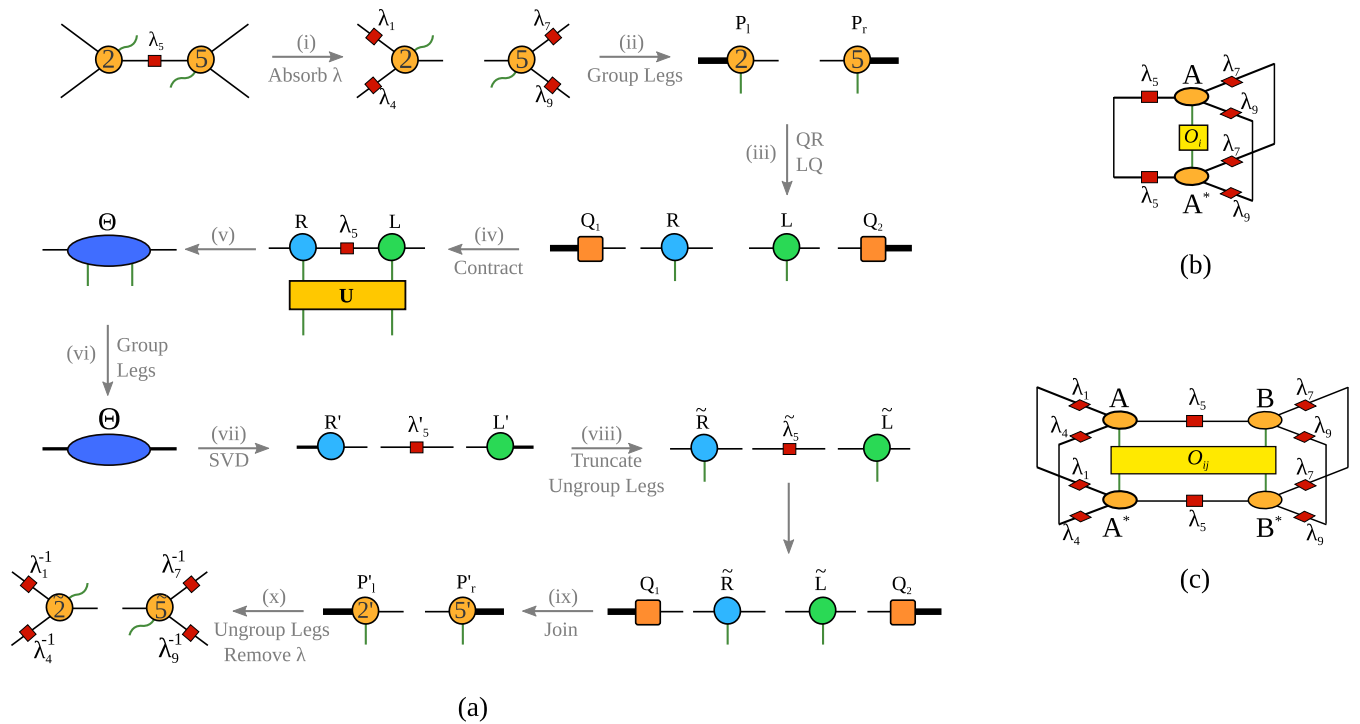 2 λ₅ 5
(i)
Absorb λ
λ₁ 2 λ₄
λ₇ 5 λ₉
(ii)
Group Legs
Pₗ 2
Pᵣ 5
(iii) QR
LQ
Q₁ R L Q₂
(iv)
Contract
R λ₅ L
U
(v)
Θ
(vi) Group
Legs
Θ
(vii)
SVD
R' λ'₅ L'
(viii)
Truncate
Ungroup Legs
R̃ λ̃₅ L̃
Q₁ R̃ L̃ Q₂
(ix)
Join
P'ₗ P'ᵣ
2' 5'
(x)
Ungroup Legs
Remove λ
λ₁⁻¹ λ₇⁻¹
2̃ 5̃
λ₄⁻¹ λ₉⁻¹
(a)
λ₅ A λ₇
λ₉
Oᵢ
λ₇
λ₅ A* λ₉
(b)
λ₁ A λ₅ B λ₇
λ₄ λ₉
Oᵢⱼ
λ₁ λ₇
λ₄ A* λ₅ B* λ₉
(c)